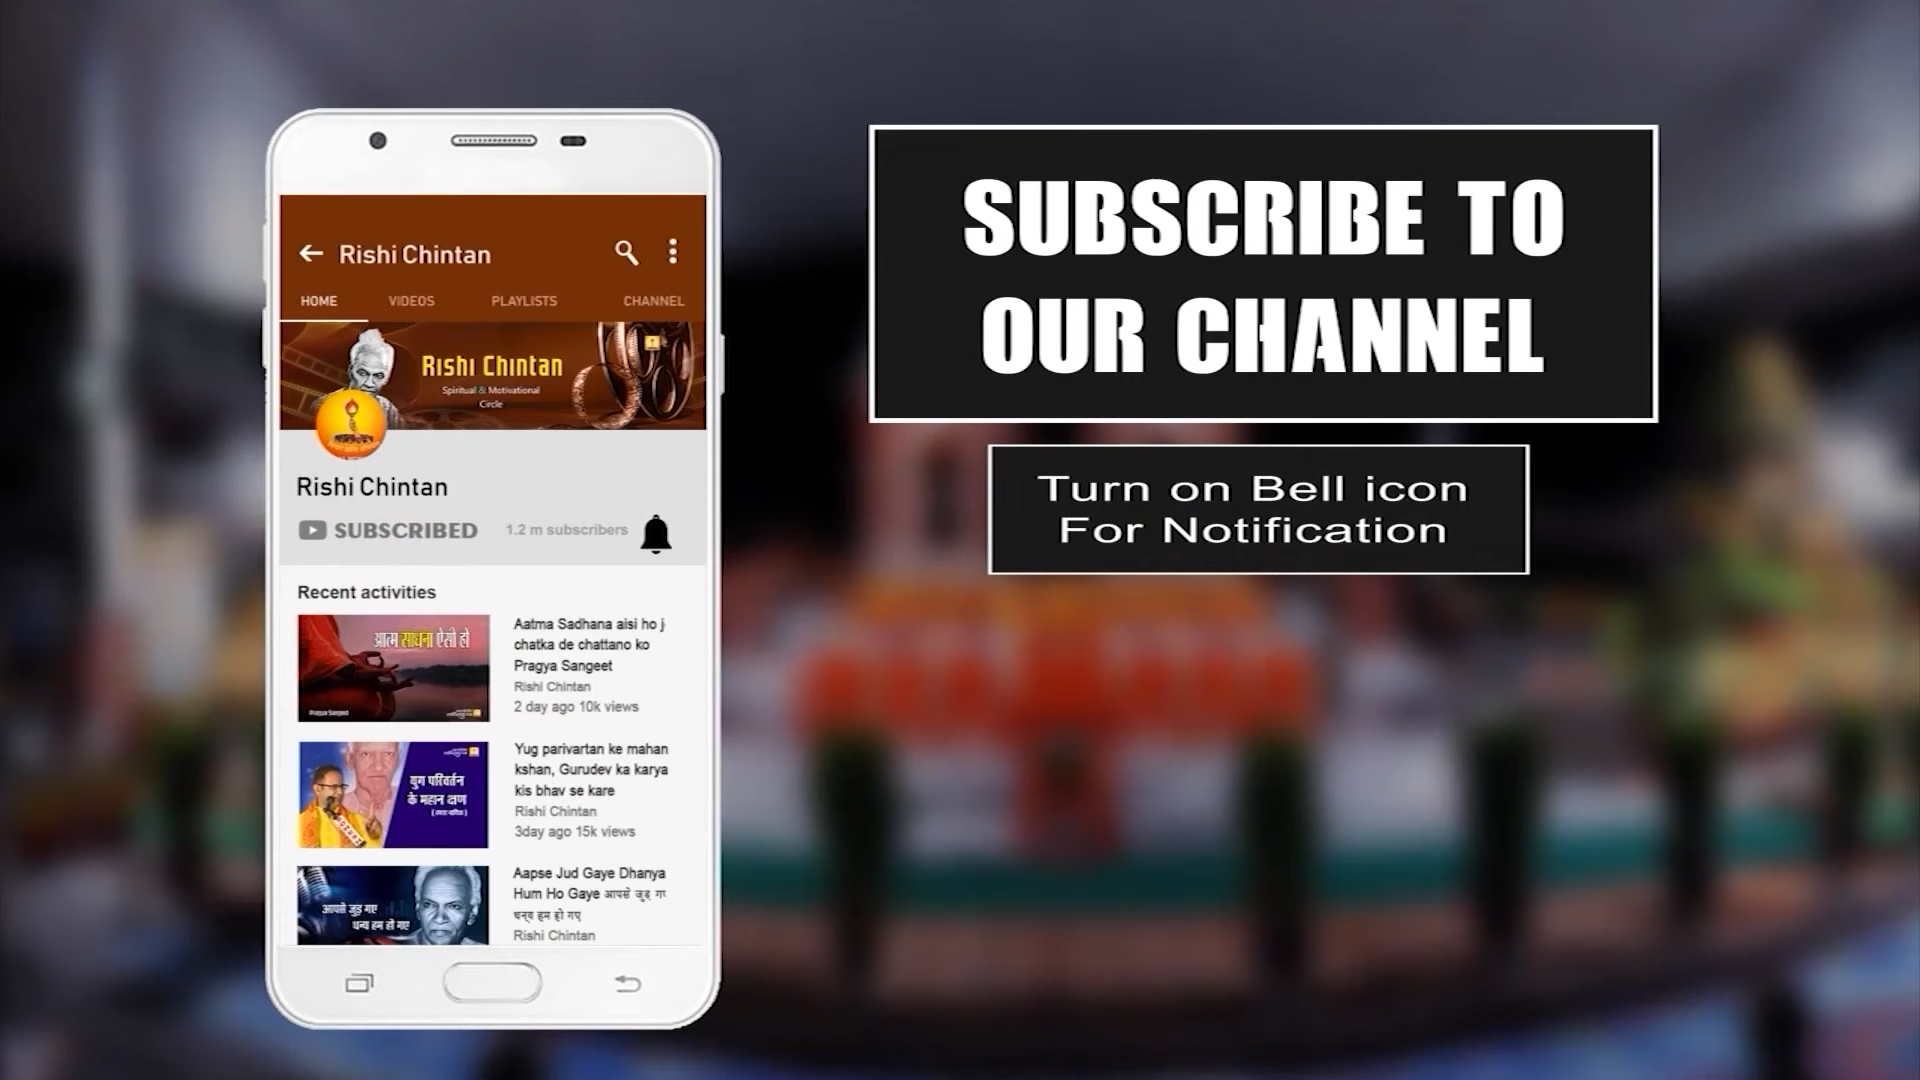 Rishi Chintan
HOME VIDEOS PLAYLISTS CHANNEL
Rishi Chintan
Spiritual & Motivational
Circle
Rishi Chintan
SUBSCRIBED 1.2 m subscribers
Recent activities
आत्म साधना ऐसी हो
Pragya Sangeet
Aatma Sadhana aisi ho j
chatka de chattano ko
Pragya Sangeet
Rishi Chintan
2 day ago 10k views
युग परिवर्तन
के महान क्षण
Yug parivartan ke mahan
kshan, Gurudev ka karya
kis bhav se kare
Rishi Chintan
3day ago 15k views
आपसे जुड़ गए
धन्य हम हो गए
Aapse Jud Gaye Dhanya
Hum Ho Gaye आपसे जुड़ ग
धन्य हम हो गए
Rishi Chintan
SUBSCRIBE TO
OUR CHANNEL
Turn on Bell icon
For Notification